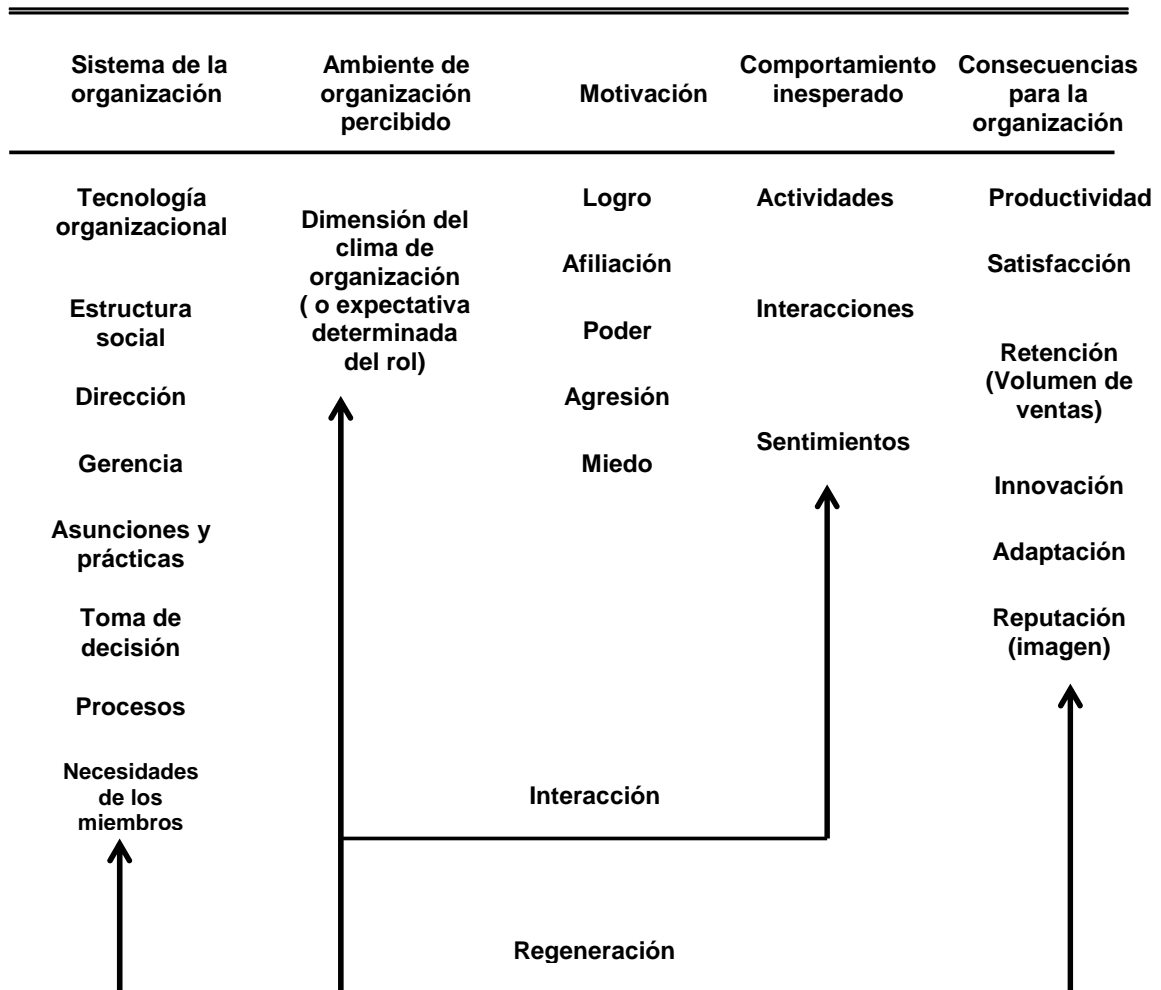 Sistema de la
organización
Ambiente de
organización
percibido
Motivación
Comportamiento
inesperado
Consecuencias
para la
organización
Tecnología
organizacional
Estructura
social
Dirección
Gerencia
Asunciones y
prácticas
Toma de
decisión
Procesos
Necesidades
de los
miembros
Dimensión del
clima de
organización
( o expectativa
determinada
del rol)
Logro
Afiliación
Poder
Agresión
Miedo
Actividades
Interacciones
Sentimientos
Productividad
Satisfacción
Retención
(Volumen de
ventas)
Innovación
Adaptación
Reputación
(imagen)
Interacción
Regeneración